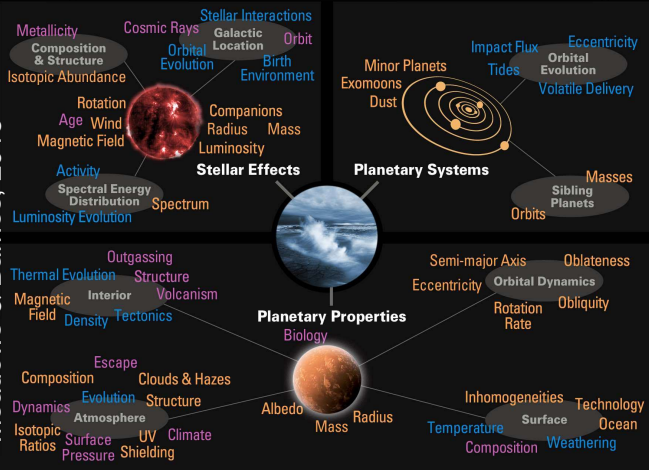 Metallicity
Composition
& Structure
Isotopic Abundance
Cosmic Rays
Stellar Interactions
Galactic
Location
Orbit
Orbital
Evolution
Birth
Environment
Rotation
Age Wind
Magnetic Field
Companions
Radius Mass
Luminosity
Activity
Spectral Energy
Distribution
Spectrum
Luminosity Evolution
Stellar Effects
Minor Planets
Exomoons
Dust
Impact Flux
Eccentricity
Tides
Orbital
Evolution
Volatile Delivery
Planetary Systems
Masses
Sibling
Planets
Orbits
Outgassing
Thermal Evolution
Structure
Interior
Volcanism
Magnetic
Field
Density
Tectonics
Planetary Properties
Biology
Semi-major Axis
Oblateness
Eccentricity
Orbital Dynamics
Rotation
Rate
Obliquity
Escape
Composition
Clouds & Hazes
Evolution
Structure
Dynamics
Atmosphere
Isotopic
Ratios
Surface
Pressure
UV
Shielding
Climate
Albedo
Mass
Radius
Inhomogeneities
Technology
Surface
Ocean
Temperature
Weathering
Composition